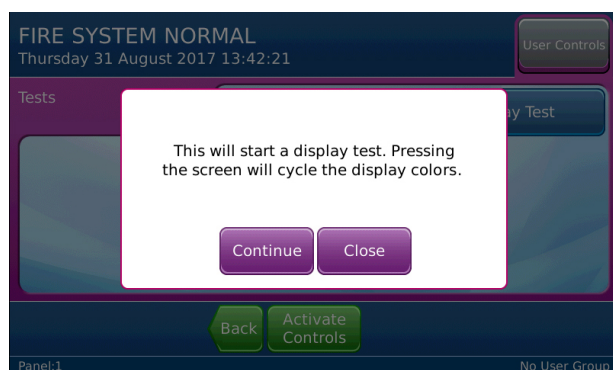 FIRE SYSTEM NORMAL
Thursday 31 August 2017 13:42:21
User Controls
Tests
ay Test
This will start a display test. Pressing
the screen will cycle the display colors.
Continue
Close
Back
Activate
Controls
Panel:1
No User Group